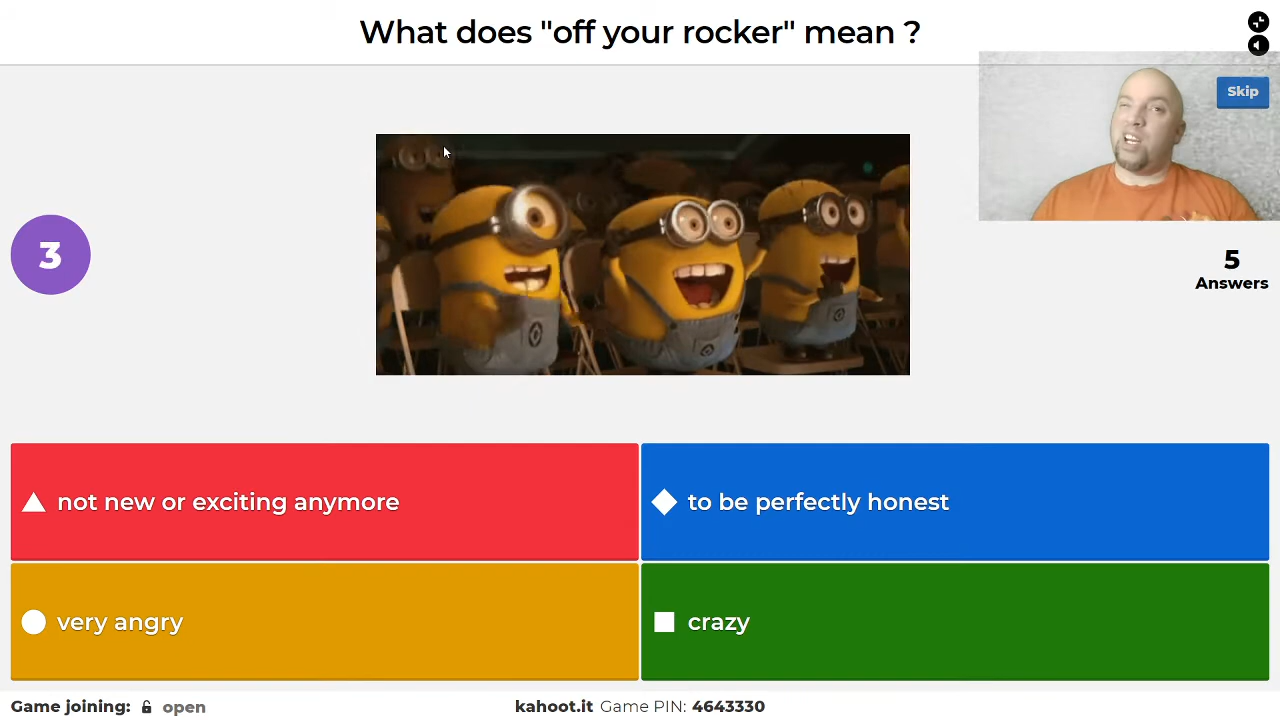 What does "off your rocker" mean ?
Skip
3
5
Answers
not new or exciting anymore
to be perfectly honest
very angry
crazy
Game joining: open
kahoot.it Game PIN: 4643330